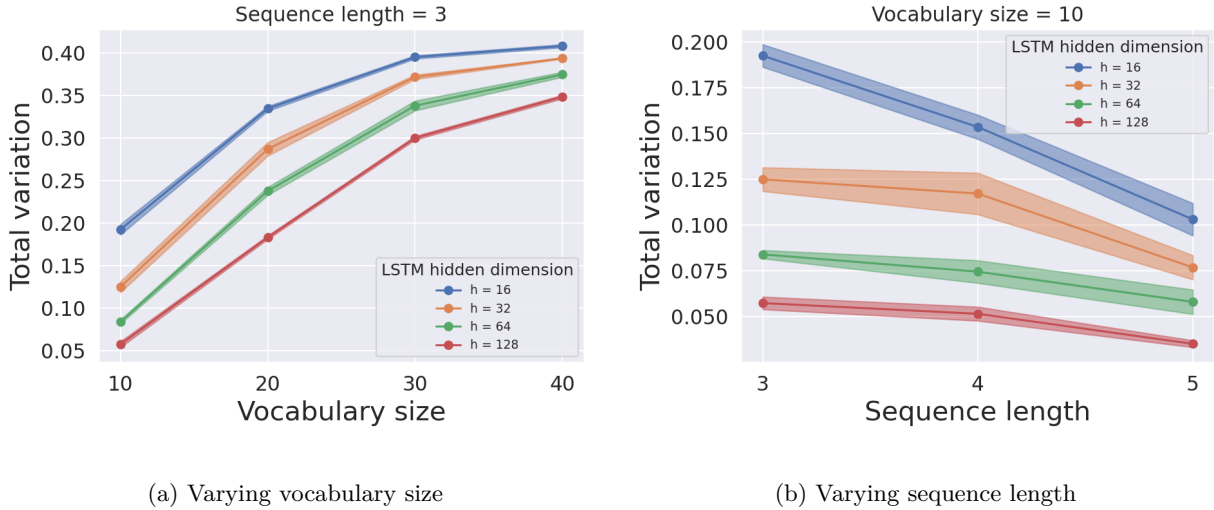 Sequence length = 3
Total variation
0.40
0.35
0.30
0.25
0.20
0.15
0.10
0.05
LSTM hidden dimension
h = 16
h = 32
h = 64
h = 128
10 20 30 40
Vocabulary size
(a) Varying vocabulary size
Vocabulary size = 10
Total variation
0.200
0.175
0.150
0.125
0.100
0.075
0.050
LSTM hidden dimension
h = 16
h = 32
h = 64
h = 128
3 4 5
Sequence length
(b) Varying sequence length